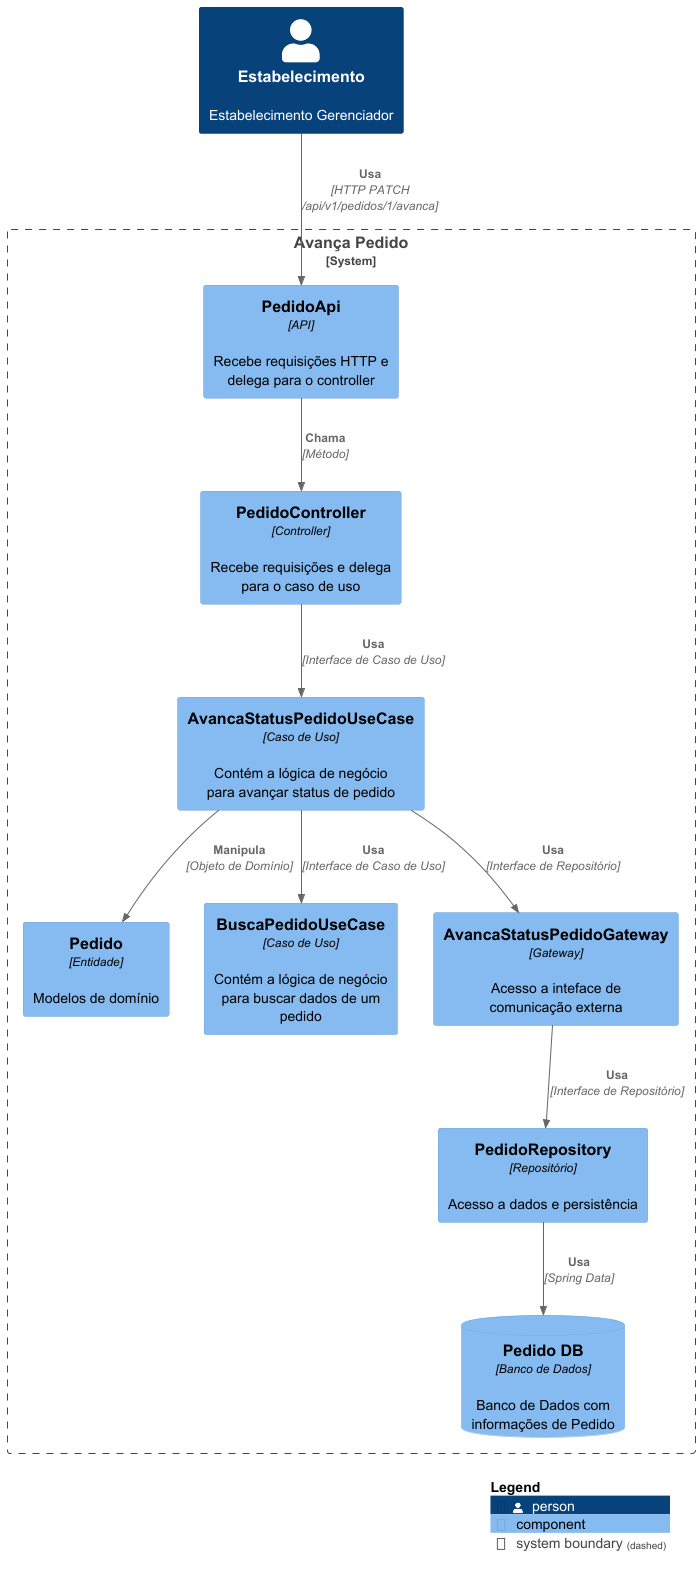 Estabelecimento
Estabelecimento Gerenciador
Usa
[HTTP PATCH
/api/v1/pedidos/1/avanca]
Avança Pedido
[System]
PedidoApi
[API]
Recebe requisições HTTP e
delega para o controller
Chama
[Método]
PedidoController
[Controller]
Recebe requisições e delega
para o caso de uso
Usa
[Interface de Caso de Uso]
AvancaStatusPedidoUseCase
[Caso de Uso]
Contém a lógica de negócio
para avançar status de pedido
Manipula
[Objeto de Domínio]
Usa
[Interface de Caso de Uso]
Usa
[Interface de Repositório]
Pedido
[Entidade]
Modelos de domínio
BuscaPedidoUseCase
[Caso de Uso]
Contém a lógica de negócio
para buscar dados de um
pedido
AvancaStatusPedidoGateway
[Gateway]
Acesso a inteface de
comunicação externa
Usa
[Interface de Repositório]
PedidoRepository
[Repositório]
Acesso a dados e persistência
Usa
[Spring Data]
Pedido DB
[Banco de Dados]
Banco de Dados com
informações de Pedido
Legend
person
component
system boundary (dashed)